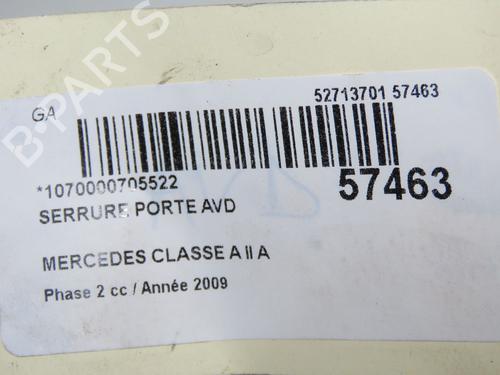 GA
52713701 57463
*1070000705522
57463
SERRURE PORTE AVD
MERCEDES CLASSE A II A
Phase 2 cc / Année 2009
B-PARTS